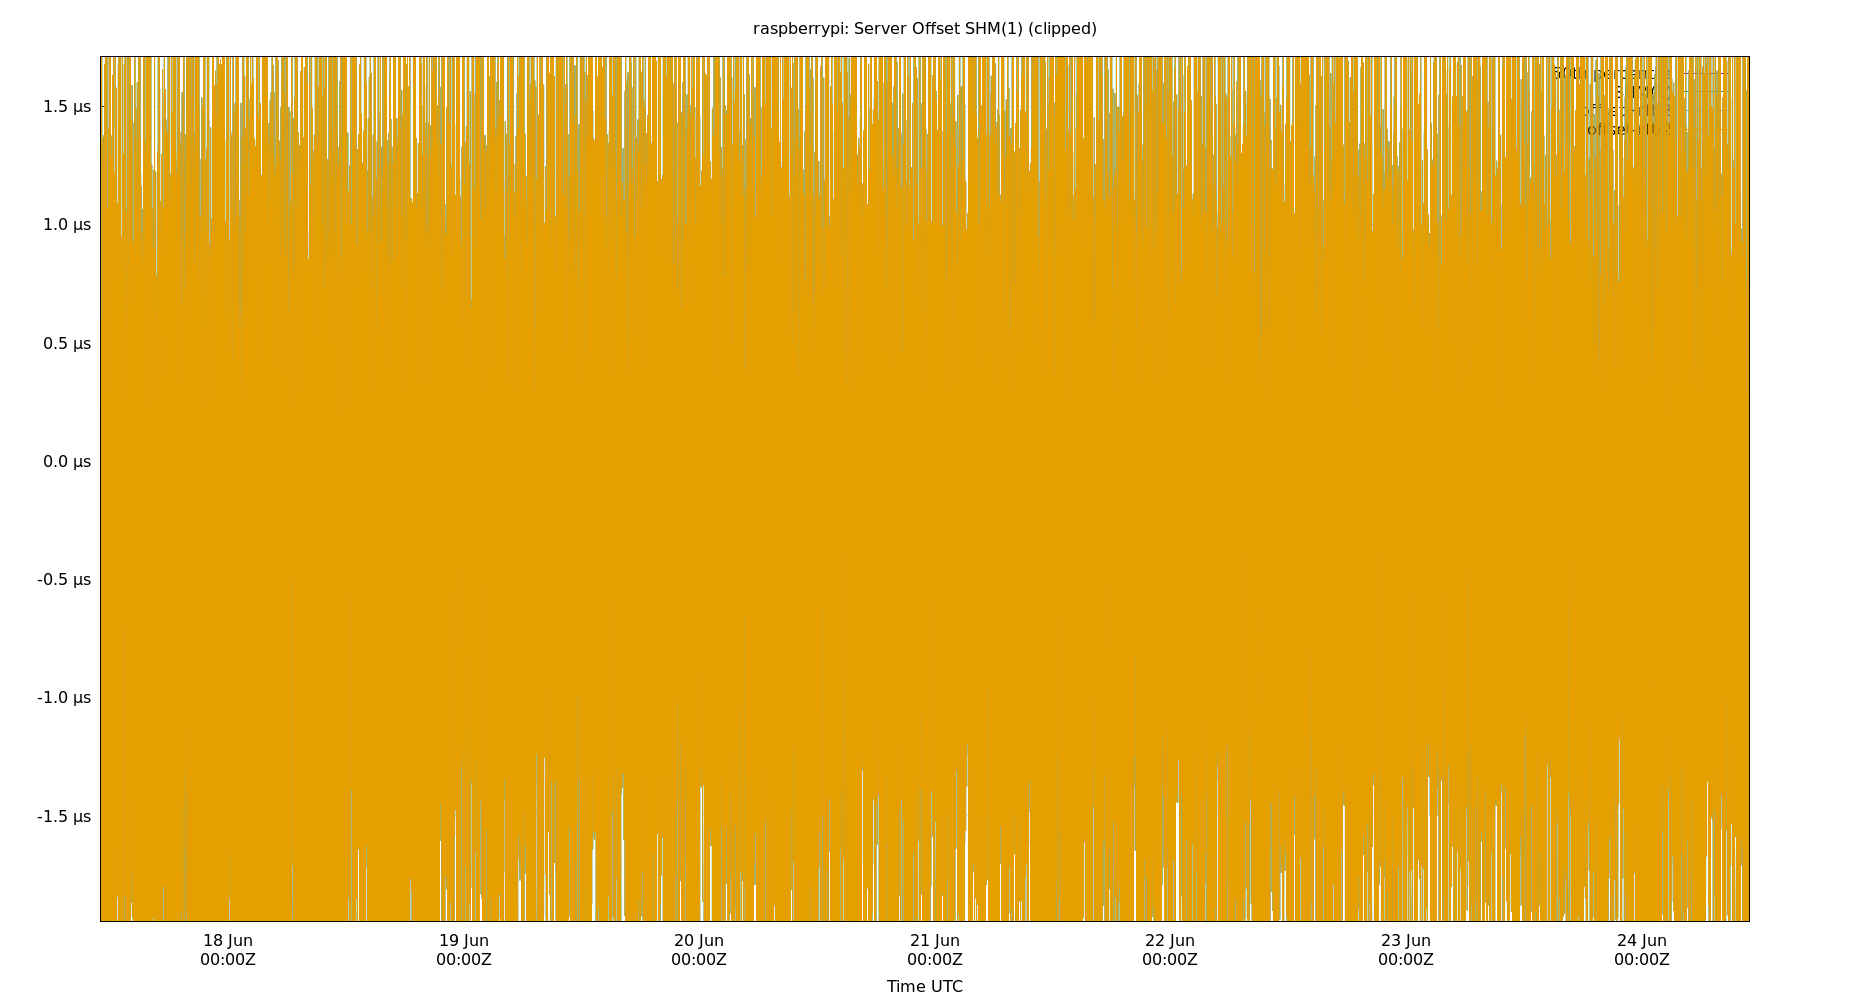 raspberrypi: Server Offset SHM(1) (clipped)
1.5 µs
1.0 µs
0.5 µs
0.0 µs
-0.5 µs
-1.0 µs
-1.5 µs
18 Jun 19 Jun 20 Jun 21 Jun 22 Jun 23 Jun 24 Jun
00:00Z 00:00Z 00:00Z 00:00Z 00:00Z 00:00Z 00:00Z
Time UTC